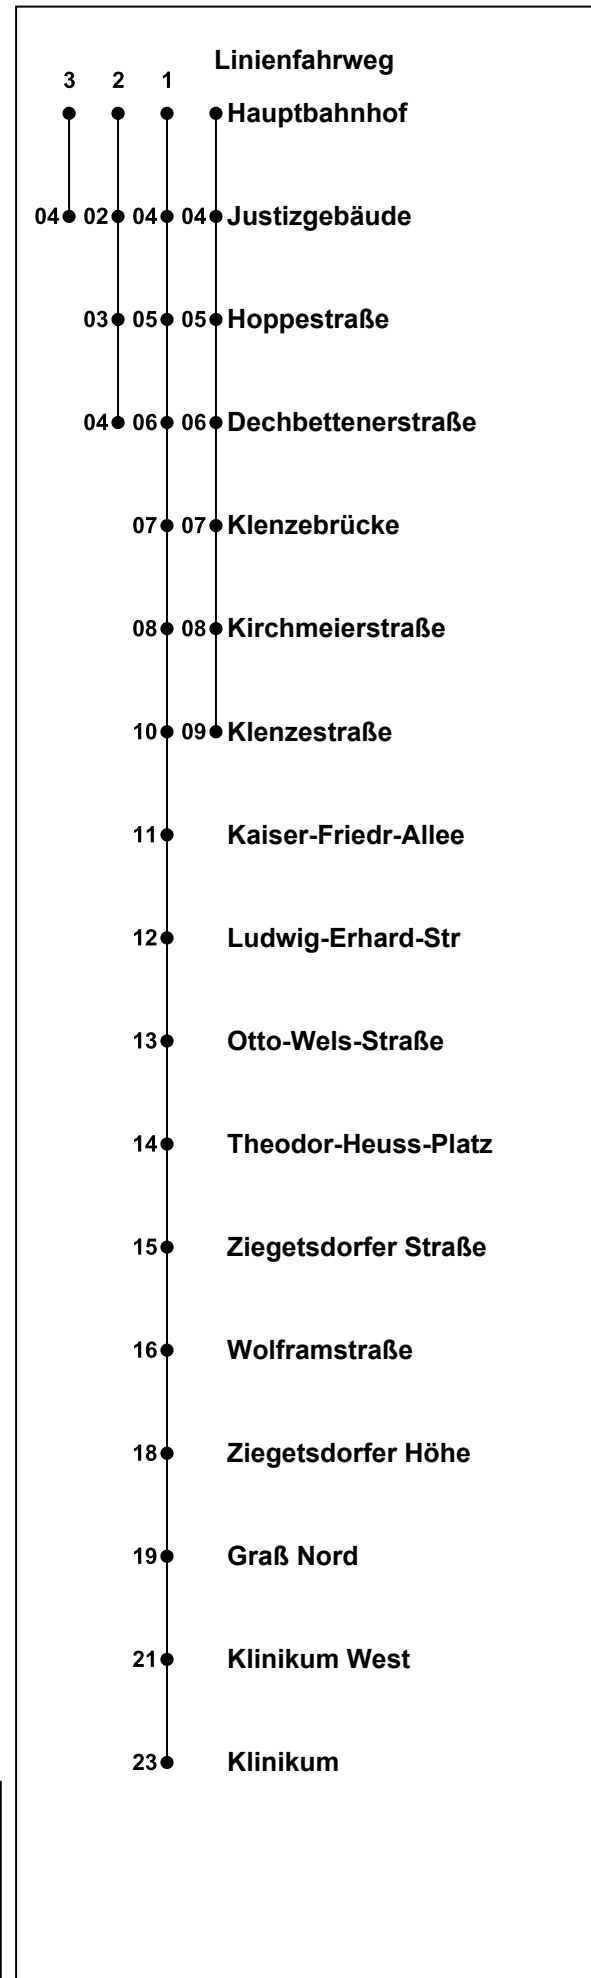 Linienfahrweg
3 2 1
Hauptbahnhof
04 02 04 04 Justizgebäude
03 05 05 Hoppestraße
04 06 06 Dechbettenerstraße
07 07 Klenzebrücke
08 08 Kirchmeierstraße
10 09 Klenzestraße
11 Kaiser-Friedr-Allee
12 Ludwig-Erhard-Str
13 Otto-Wels-Straße
14 Theodor-Heuss-Platz
15 Ziegetsdorfer Straße
16 Wolframstraße
18 Ziegetsdorfer Höhe
19 Graß Nord
21 Klinikum West
23 Klinikum